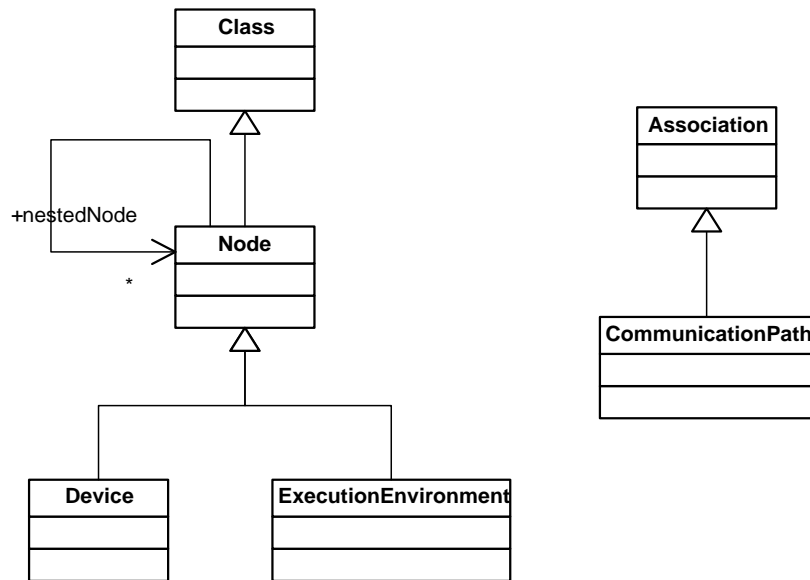 Class
Association
+nestedNode
Node
*
CommunicationPath
Device
ExecutionEnvironment